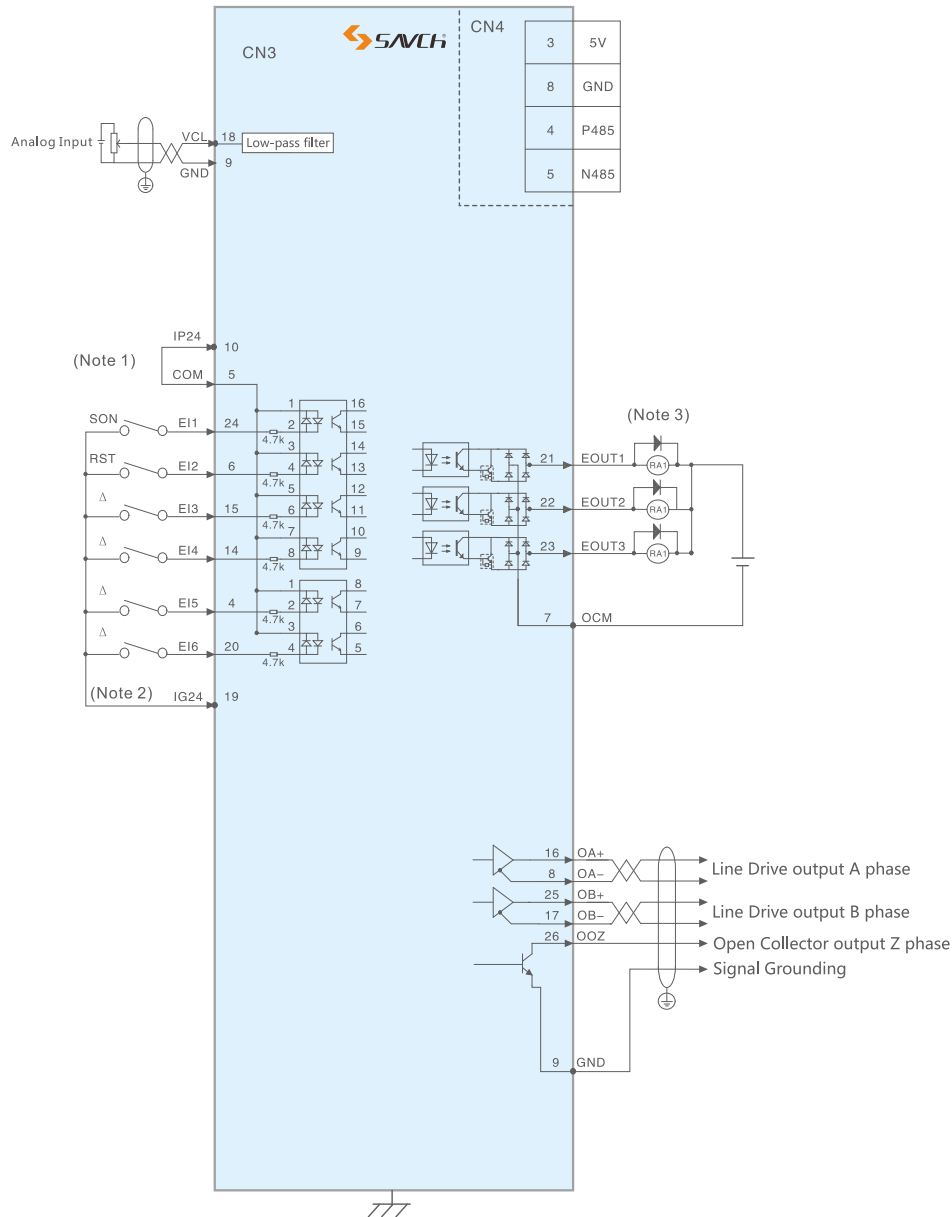 CN3
SAVCh
CN4
3 5V
8 GND
4 P485
5 N485
Analog Input
VCL 18 Low-pass filter
9
GND
IP24
10
(Note 1)
COM 5
SON EI1 24 4.7k 1 2 16 15
RST EI2 6 4.7k 3 4 14 13
Δ EI3 15 4.7k 5 6 12 11
Δ EI4 14 4.7k 7 8 10 9
Δ EI5 4 4.7k 1 2 8 7
Δ EI6 20 4.7k 3 4 6 5
(Note 2) IG24 19
(Note 3)
21 EOUT1 RA1
22 EOUT2 RA1
23 EOUT3 RA1
7 OCM
16 OA+
Line Drive output A phase
8 OA−
25 OB+
Line Drive output B phase
17 OB−
26 OOZ Open Collector output Z phase
Signal Grounding
9 GND